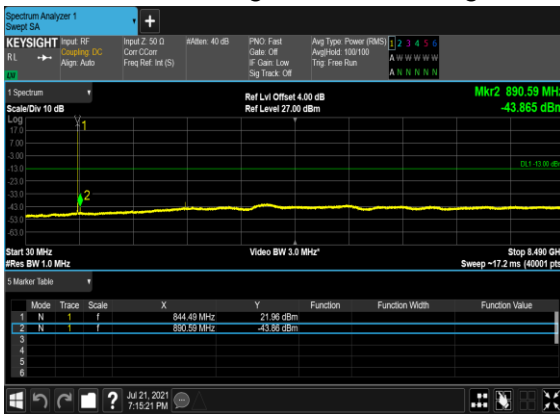 Spectrum Analyzer 1
Swept SA
KEYSIGHT
RL
LV
Input: RF
Coupling: DC
Align: Auto
Input Z: 50 Ω
Corr CCorr
Freq Ref: Int (S)
#Atten: 40 dB
PNO: Fast
Gate: Off
IF Gain: Low
Sig Track: Off
Avg Type: Power (RMS)
Avg|Hold: 100/100
Trig: Free Run
1 2 3 4 5 6
A W W W W W
A N N N N N
1 Spectrum
Scale/Div 10 dB
Ref Lvl Offset 4.00 dB
Ref Level 27.00 dBm
Mkr2 890.59 MHz
-43.865 dBm
Log
17.0
7.00
-3.00
-13.0
-23.0
-33.0
-43.0
-53.0
-63.0
1
2
DL1 -13.00 dBm
Start 30 MHz
#Res BW 1.0 MHz
Video BW 3.0 MHz*
Stop 8.490 GHz
Sweep ~17.2 ms (40001 pts)
5 Marker Table
Mode Trace Scale X Y Function Function Width Function Value
1 N 1 f 844.49 MHz 21.96 dBm
2 N 1 f 890.59 MHz -43.86 dBm
3
4
5
6
?
Jul 21, 2021
7:15:21 PM